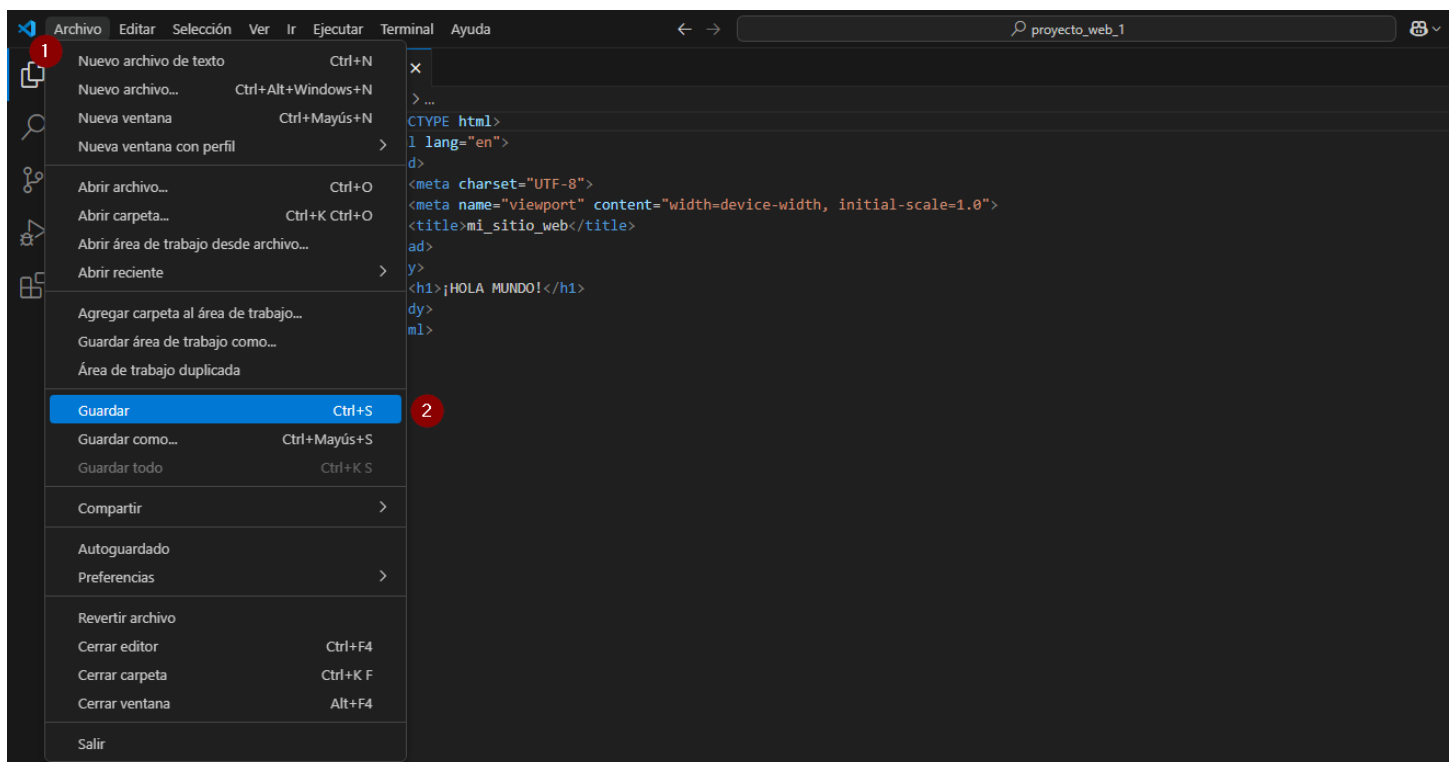 Archivo Editar Selección Ver Ir Ejecutar Terminal Ayuda proyecto_web_1
1
Nuevo archivo de texto Ctrl+N
Nuevo archivo... Ctrl+Alt+Windows+N
Nueva ventana Ctrl+Mayús+N
Nueva ventana con perfil
Abrir archivo... Ctrl+O
Abrir carpeta... Ctrl+K Ctrl+O
Abrir área de trabajo desde archivo...
Abrir reciente
Agregar carpeta al área de trabajo...
Guardar área de trabajo como...
Área de trabajo duplicada
Guardar Ctrl+S 2
Guardar como... Ctrl+Mayús+S
Guardar todo Ctrl+K S
Compartir
Autoguardado
Preferencias
Revertir archivo
Cerrar editor Ctrl+F4
Cerrar carpeta Ctrl+K F
Cerrar ventana Alt+F4
Salir
> ...
CTYPE html>
l lang="en">
d>
<meta charset="UTF-8">
<meta name="viewport" content="width=device-width, initial-scale=1.0">
<title>mi_sitio_web</title>
ad>
y>
<h1>¡HOLA MUNDO!</h1>
dy>
ml>